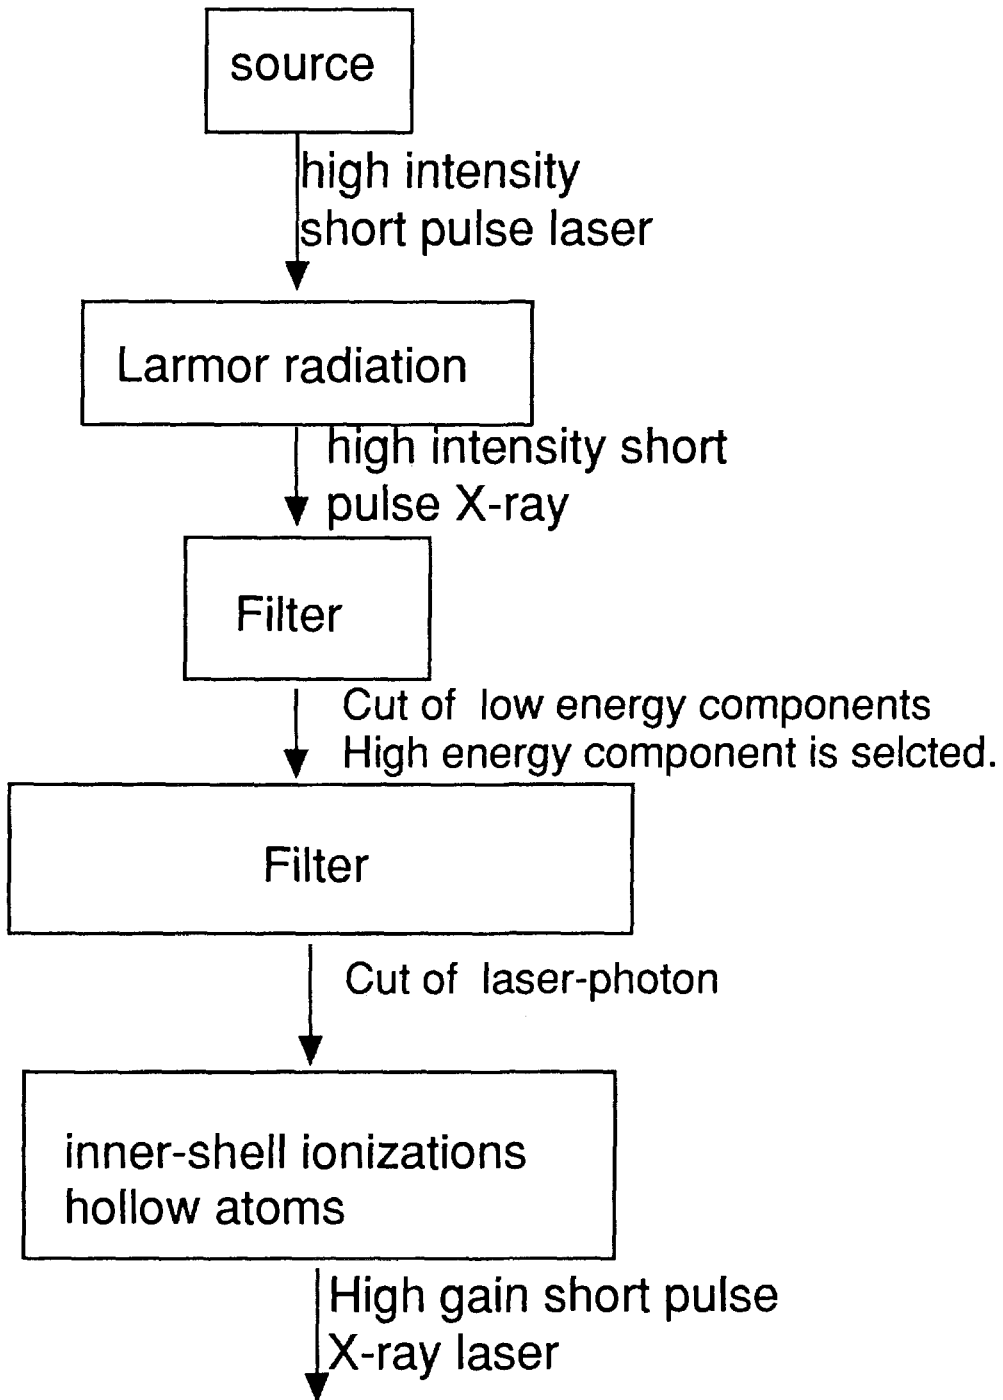 source
high intensity
short pulse laser
Larmor radiation
high intensity short
pulse X-ray
Filter
Cut of low energy components
High energy component is selcted.
Filter
Cut of laser-photon
inner-shell ionizations
hollow atoms
High gain short pulse
X-ray laser